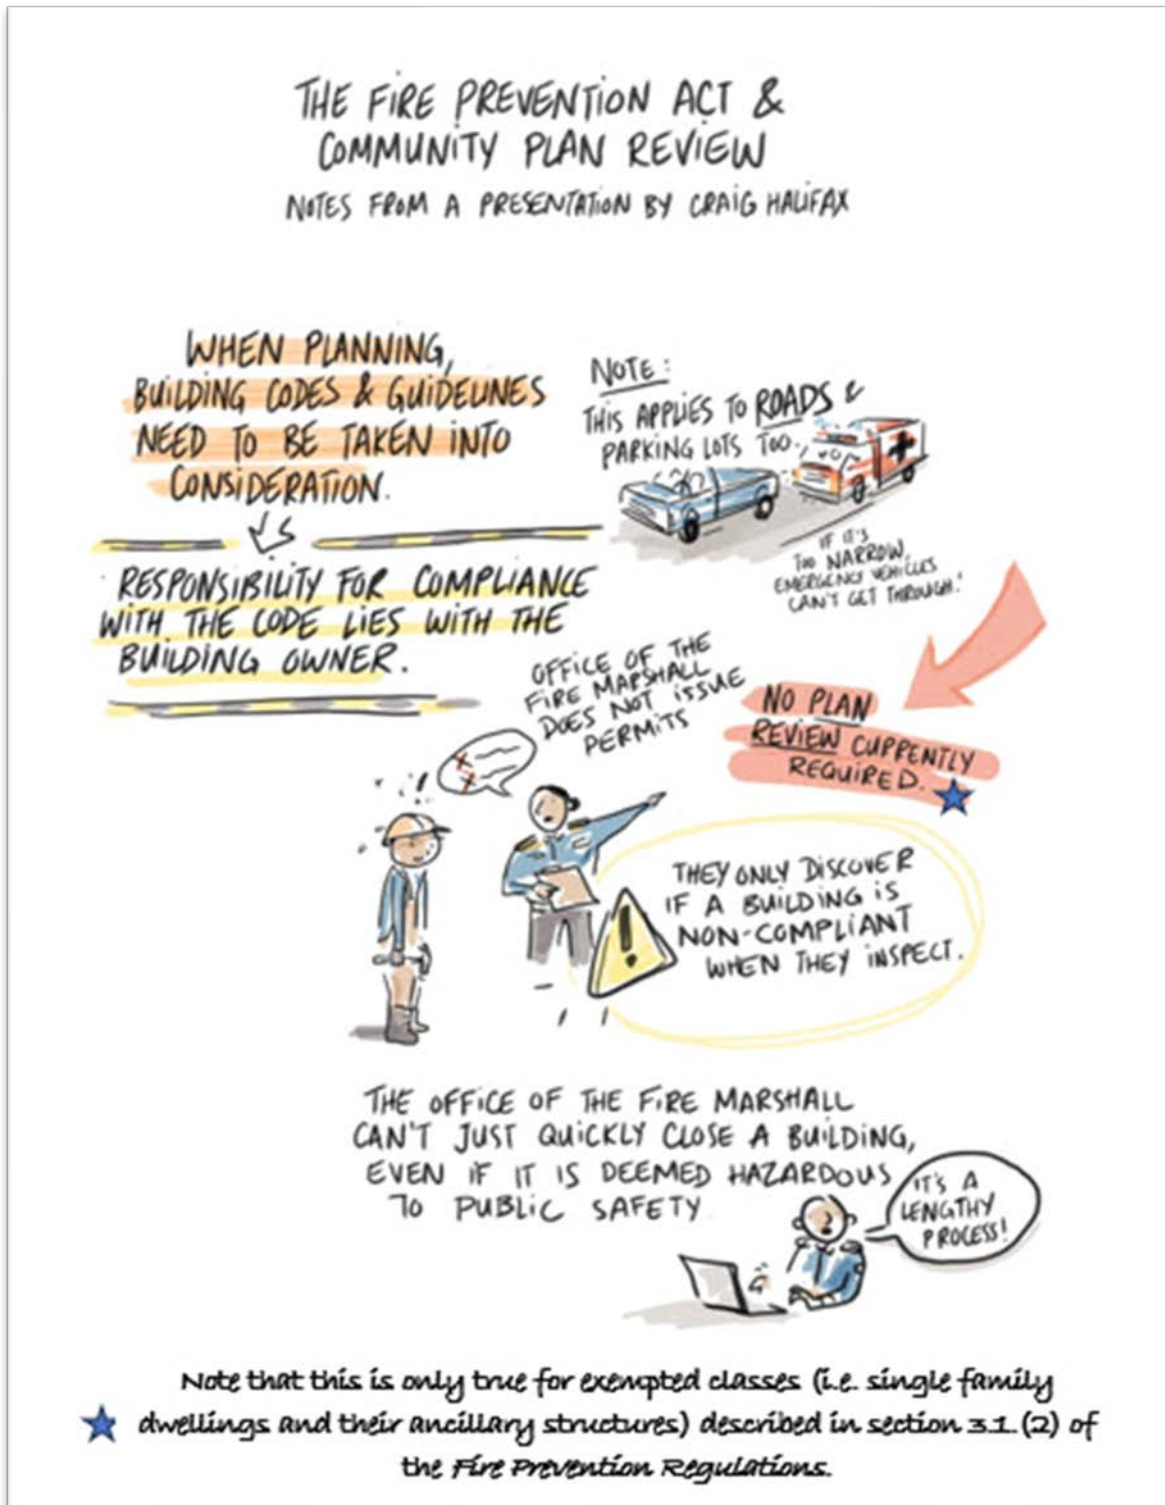 THE FIRE PREVENTION ACT &
COMMUNITY PLAN REVIEW
NOTES FROM A PRESENTATION BY CRAIG HALIFAX
WHEN PLANNING,
BUILDING CODES & GUIDELINES
NEED TO BE TAKEN INTO
CONSIDERATION.
NOTE:
THIS APPLIES TO ROADS &
PARKING LOTS TOO.
IF IT'S
TOO NARROW,
EMERGENCY VEHICLES
CAN'T GET THROUGH!
RESPONSIBILITY FOR COMPLIANCE
WITH THE CODE LIES WITH THE
BUILDING OWNER.
OFFICE OF THE
FIRE MARSHALL
DOES NOT ISSUE
PERMITS
NO PLAN
REVIEW CURRENTLY
REQUIRED.
THEY ONLY DISCOVER
IF A BUILDING IS
NON-COMPLIANT
WHEN THEY INSPECT.
THE OFFICE OF THE FIRE MARSHALL
CAN'T JUST QUICKLY CLOSE A BUILDING,
EVEN IF IT IS DEEMED HAZARDOUS
TO PUBLIC SAFETY
IT'S A
LENGTHY
PROCESS!
Note that this is only true for exempted classes (i.e. single family
dwellings and their ancillary structures) described in section 3.1.(2) of
the Fire Prevention Regulations.